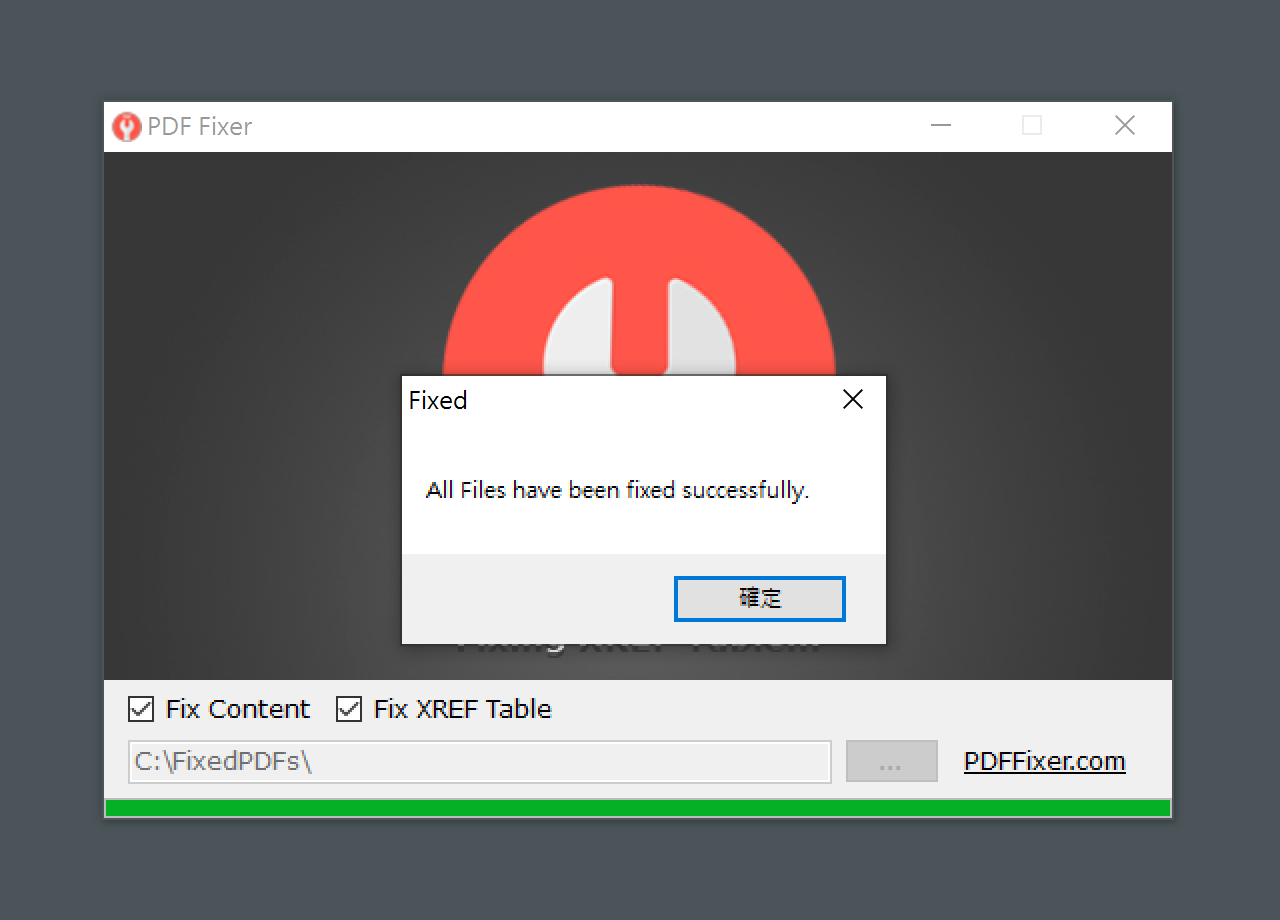 PDF Fixer
Fixed
All Files have been fixed successfully.
確定
Fix Content
Fix XREF Table
C:\FixedPDFs\
...
PDFFixer.com